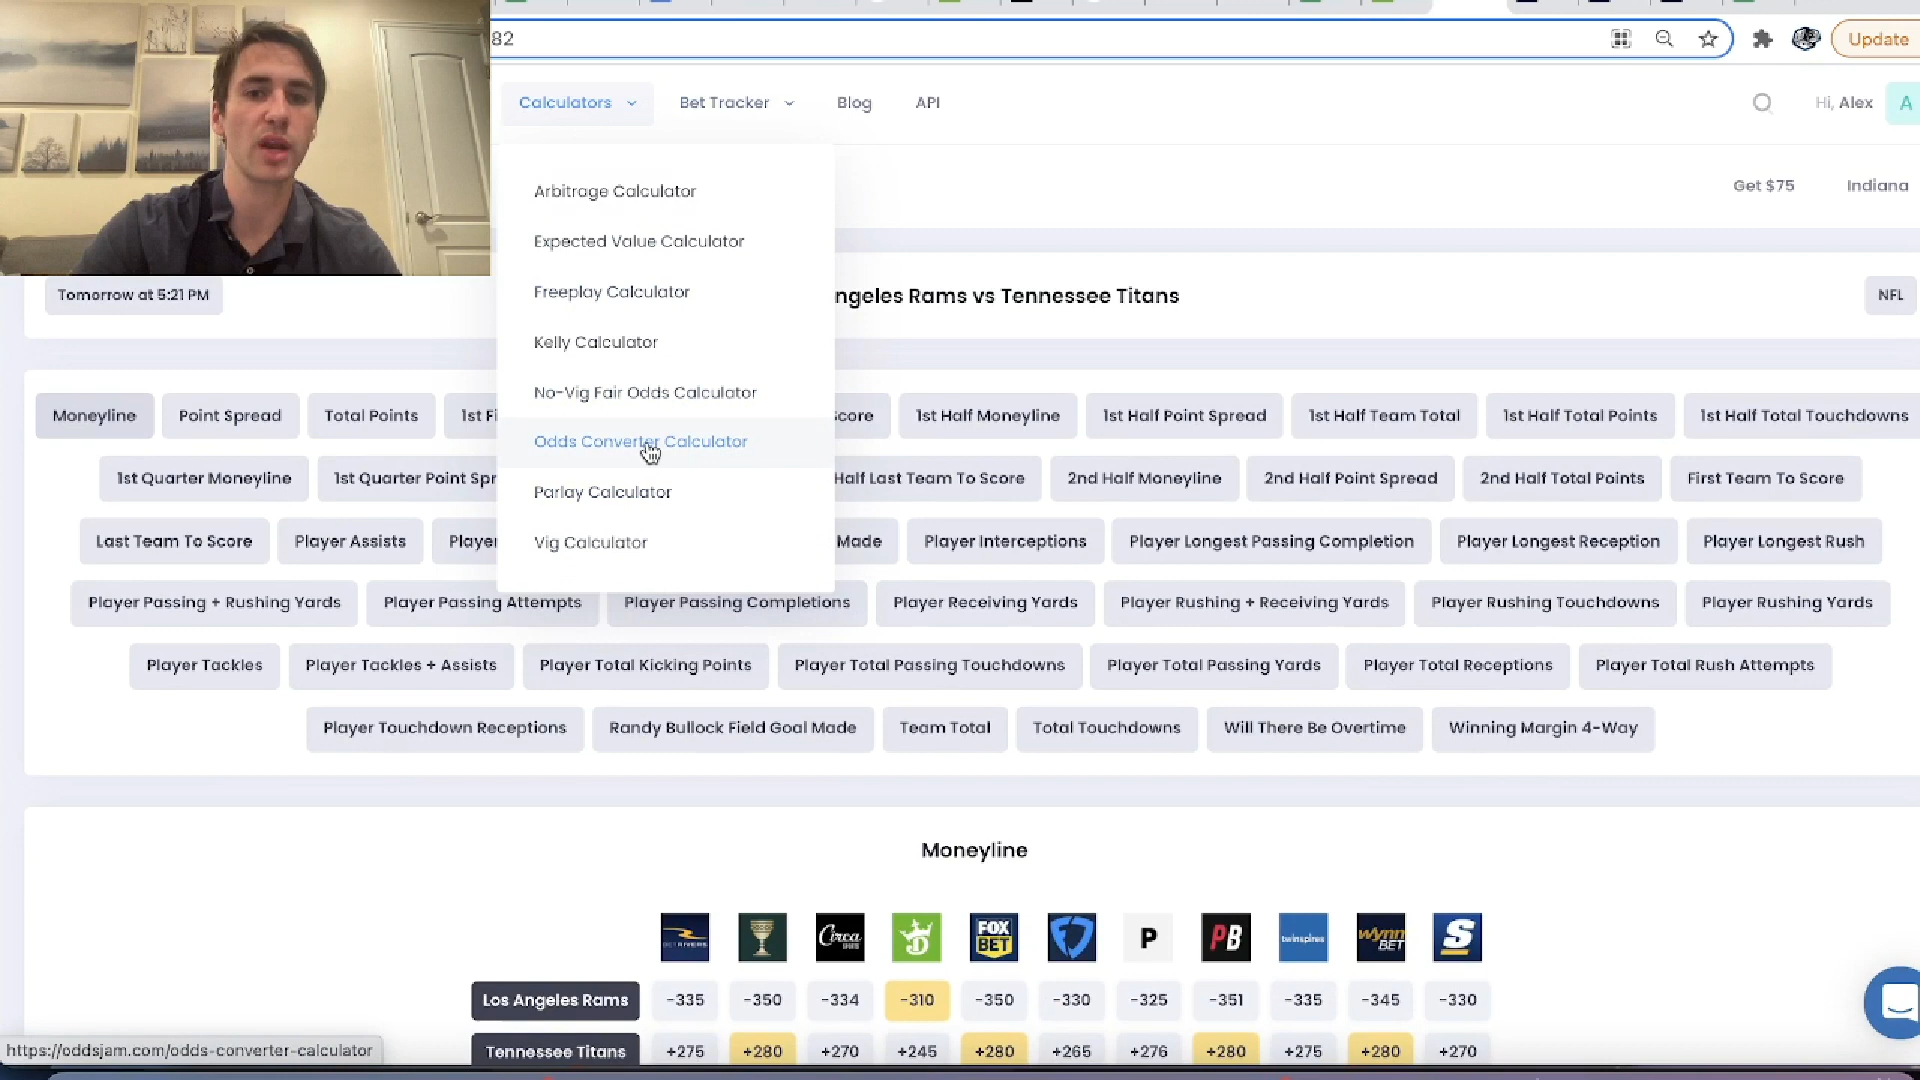 82
Update
Calculators
Bet Tracker
Blog
API
Hi, Alex
A
Arbitrage Calculator
Expected Value Calculator
Freeplay Calculator
Kelly Calculator
No-Vig Fair Odds Calculator
Odds Converter Calculator
Parlay Calculator
Vig Calculator
Get $75
Indiana
Tomorrow at 5:21 PM
ngeles Rams vs Tennessee Titans
NFL
Moneyline
Point Spread
Total Points
1st Fi
core
1st Half Moneyline
1st Half Point Spread
1st Half Team Total
1st Half Total Points
1st Half Total Touchdowns
1st Quarter Moneyline
1st Quarter Point Spr
Half Last Team To Score
2nd Half Moneyline
2nd Half Point Spread
2nd Half Total Points
First Team To Score
Last Team To Score
Player Assists
Playe
Made
Player Interceptions
Player Longest Passing Completion
Player Longest Reception
Player Longest Rush
Player Passing + Rushing Yards
Player Passing Attempts
Player Passing Completions
Player Receiving Yards
Player Rushing + Receiving Yards
Player Rushing Touchdowns
Player Rushing Yards
Player Tackles
Player Tackles + Assists
Player Total Kicking Points
Player Total Passing Touchdowns
Player Total Passing Yards
Player Total Receptions
Player Total Rush Attempts
Player Touchdown Receptions
Randy Bullock Field Goal Made
Team Total
Total Touchdowns
Will There Be Overtime
Winning Margin 4-Way
Moneyline
BETRIVERS
Circa
FOX BET
P
PB
twinspires
WYNN BET
S
Los Angeles Rams -335 -350 -334 -310 -350 -330 -325 -351 -335 -345 -330
Tennessee Titans +275 +280 +270 +245 +280 +265 +276 +280 +275 +280 +270
https://oddsjam.com/odds-converter-calculator